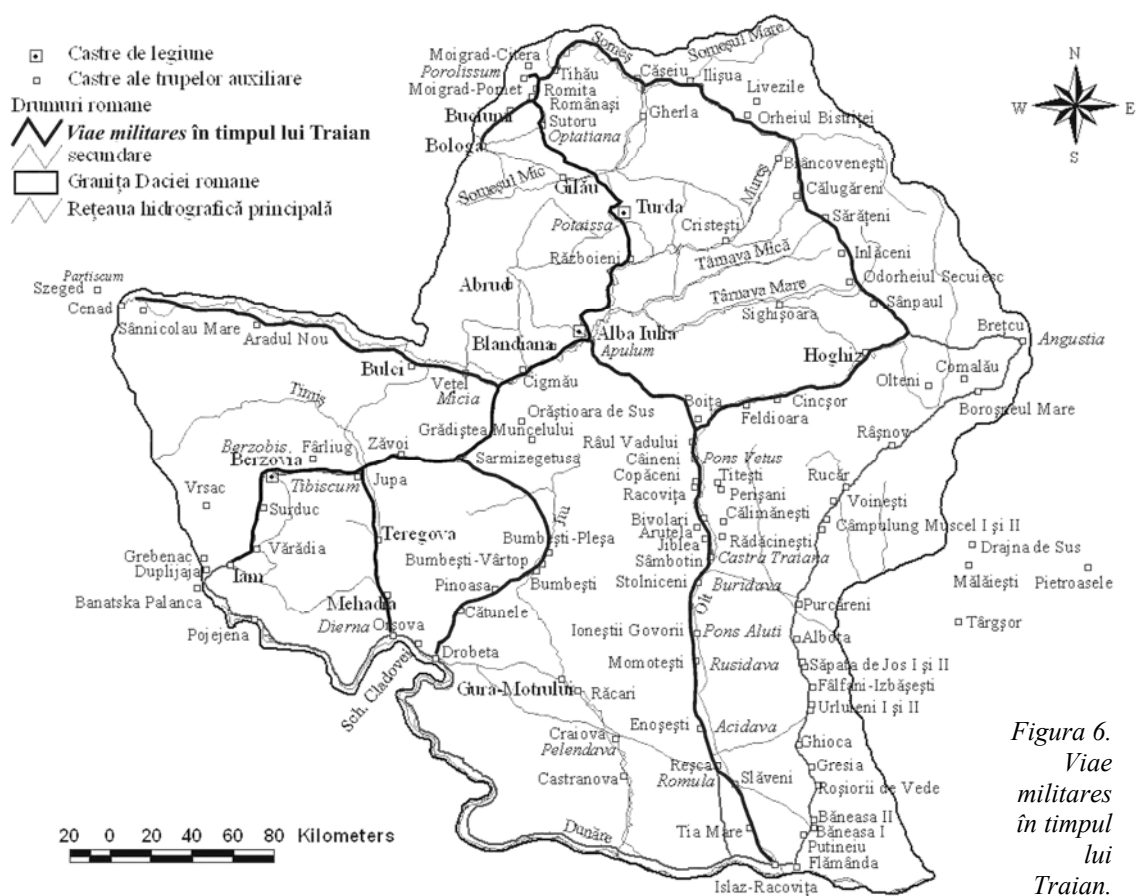 Castre de legiune
Castre ale trupelor auxiliare
Drumuri romane
Viae militares în timpul lui Traian
secundare
Granița Daciei romane
Rețeaua hidrografică principală
N
W
E
S
Moigrad-Citera
Porolissum
Moigrad-Pomet
Someș
Someșul Mare
Tihău
Cășeiu
Ilișua
Romita
Românași
Livezile
Buciumi
Sutoru
Gherla
Orheiul Bistriței
Optatiana
Bologa
Brâncovenești
Someșul Mic
Gilău
Mureș
Călugăreni
Turda
Potaissa
Cristești
Sărățeni
Războieni
Târnava Mică
Inlăceni
Partiscum
Szeged
Abrud
Târnava Mare
Odorheiul Secuiesc
Cenad
Sânpaul
Sânnicolau Mare
Sighișoara
Aradul Nou
Blandiana
Alba Iulia
Apulum
Brețcu
Angustia
Hoghiz
Bulci
Cigmău
Comalău
Vețel
Micia
Olteni
Timiș
Boița
Cincșor
Feldioara
Boroșneul Mare
Orăștioara de Sus
Grădiștea Muncelului
Râșnov
Râul Vadului
Zăvoi
Berzobis
Fârliug
Câineni
Pons Vetus
Berzovia
Sarmizegetusa
Copăceni
Titești
Rucăr
Tibiscum
Jupa
Racovița
Perișani
Vrsac
Voinești
Surduc
Jiu
Bivolari
Călimănești
Câmpulung Muscel I și II
Teregova
Bumbești-Pleșa
Arutela
Rădăcinești
Jiblea
Drajna de Sus
Vărădia
Bumbești-Vârtop
Castra Traiana
Grebenac
Sâmbotin
Mălăiești
Pietroasele
Duplijaja
Iam
Pinoasa
Bumbești
Stolniceni
Buridava
Banatska Palanca
Mehadia
Olt
Purcăreni
Dierna
Orșova
Cătunele
Târgșor
Pojejena
Ioneștii Govorii
Pons Aluti
Albota
Drobeta
Momotești
Rusidava
Săpata de Jos I și II
Sch. Cladovei
Gura-Motrului
Răcari
Fâlfani-Izbășești
Urlueni I și II
Enoșești
Acidava
Craiova
Pelendava
Ghioca
Reșca
Gresia
Castranova
Romula
Slăveni
Roșiorii de Vede
Băneasa II
Dunăre
Tia Mare
Băneasa I
Putineiu
Flămânda
Islaz-Racovița
20 0 20 40 60 80 Kilometers
Figura 6.
Viae
militares
în timpul
lui
Traian.